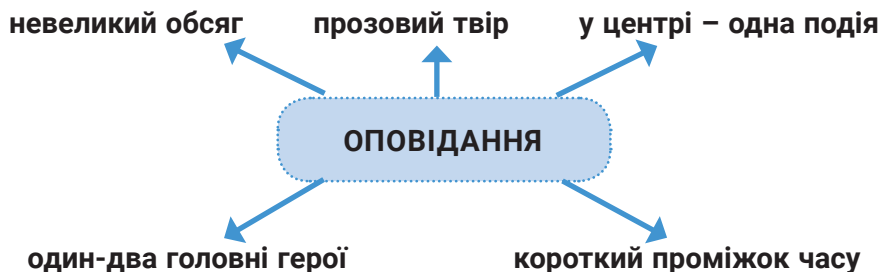 невеликий обсяг
прозовий твір
у центрі – одна подія
ОПОВІДАННЯ
один-два головні герої
короткий проміжок часу